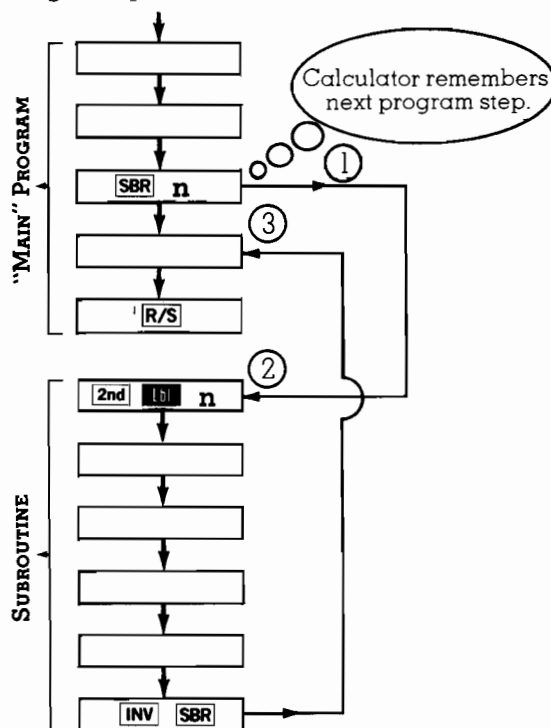 Calculator remembers
next program step.
1
SBR n
3
R/S
"MAIN" PROGRAM
2
2nd Lbl n
SUBROUTINE
INV SBR